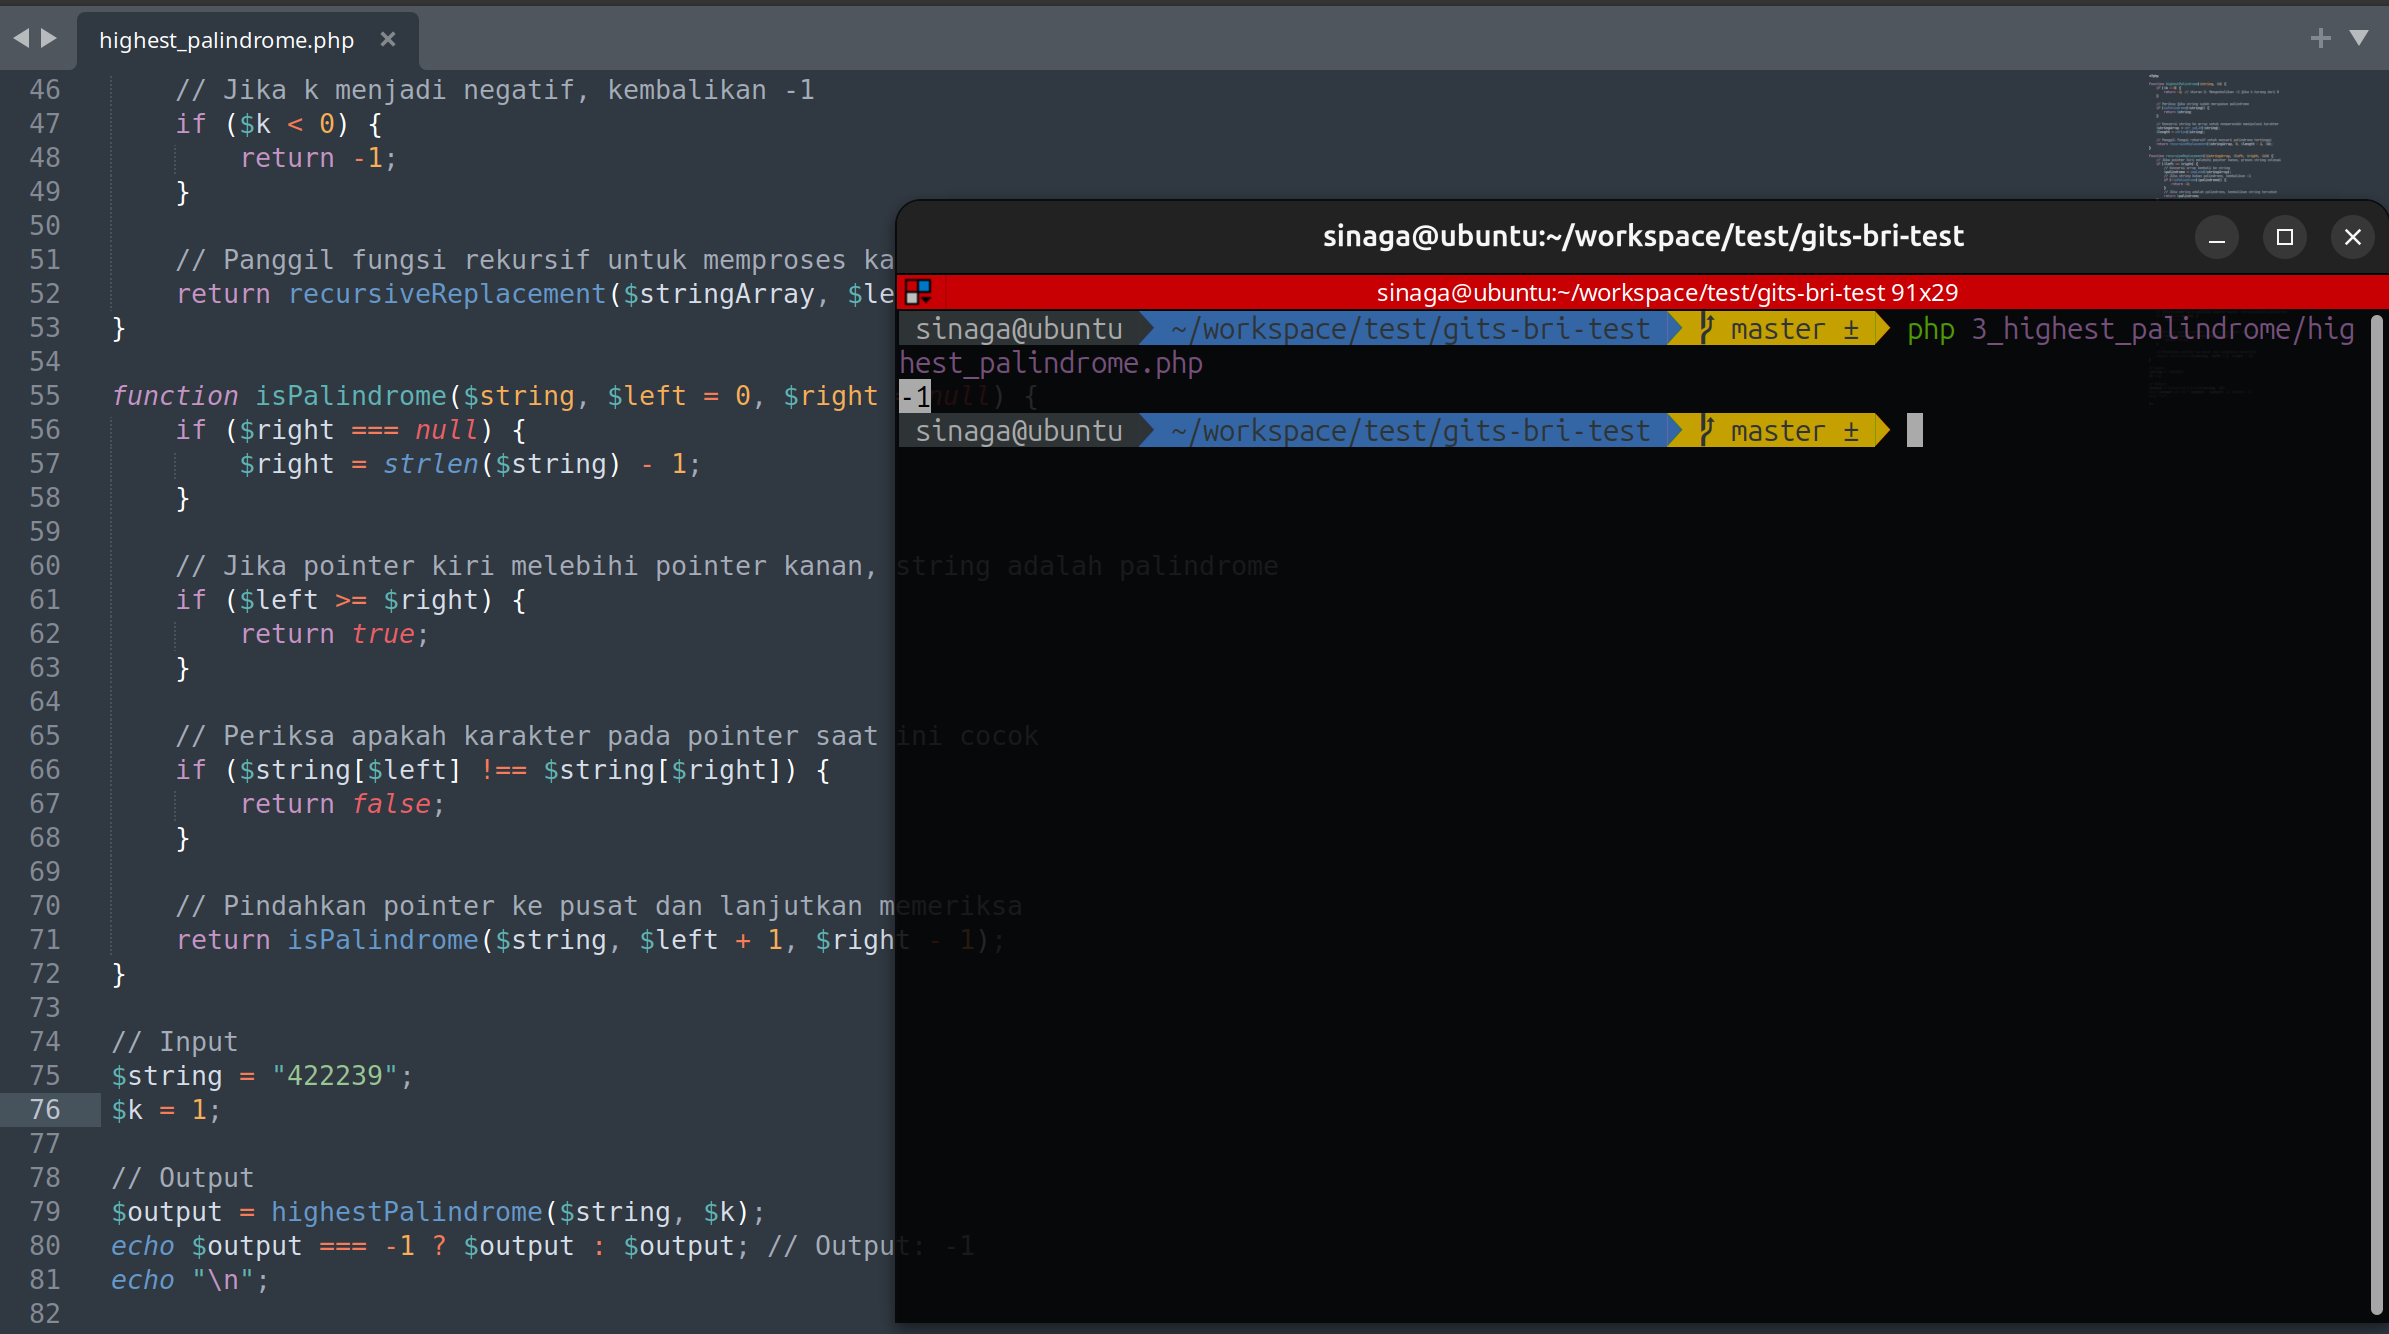 highest_palindrome.php ×
46 // Jika k menjadi negatif, kembalikan -1
47 if ($k < 0) {
48 return -1;
49 }
50
51 // Panggil fungsi rekursif untuk memproses ka
52 return recursiveReplacement($stringArray, $le
53 }
54
55 function isPalindrome($string, $left = 0, $right null) {
56 if ($right === null) {
57 $right = strlen($string) - 1;
58 }
59
60 // Jika pointer kiri melebihi pointer kanan, string adalah palindrome
61 if ($left >= $right) {
62 return true;
63 }
64
65 // Periksa apakah karakter pada pointer saat ini cocok
66 if ($string[$left] !== $string[$right]) {
67 return false;
68 }
69
70 // Pindahkan pointer ke pusat dan lanjutkan memeriksa
71 return isPalindrome($string, $left + 1, $right - 1);
72 }
73
74 // Input
75 $string = "422239";
76 $k = 1;
77
78 // Output
79 $output = highestPalindrome($string, $k);
80 echo $output === -1 ? $output : $output; // Output: -1
81 echo "\n";
82
sinaga@ubuntu:~/workspace/test/gits-bri-test
sinaga@ubuntu:~/workspace/test/gits-bri-test 91x29
sinaga@ubuntu ~/workspace/test/gits-bri-test master ± php 3_highest_palindrome/hig
hest_palindrome.php
-1
sinaga@ubuntu ~/workspace/test/gits-bri-test master ±